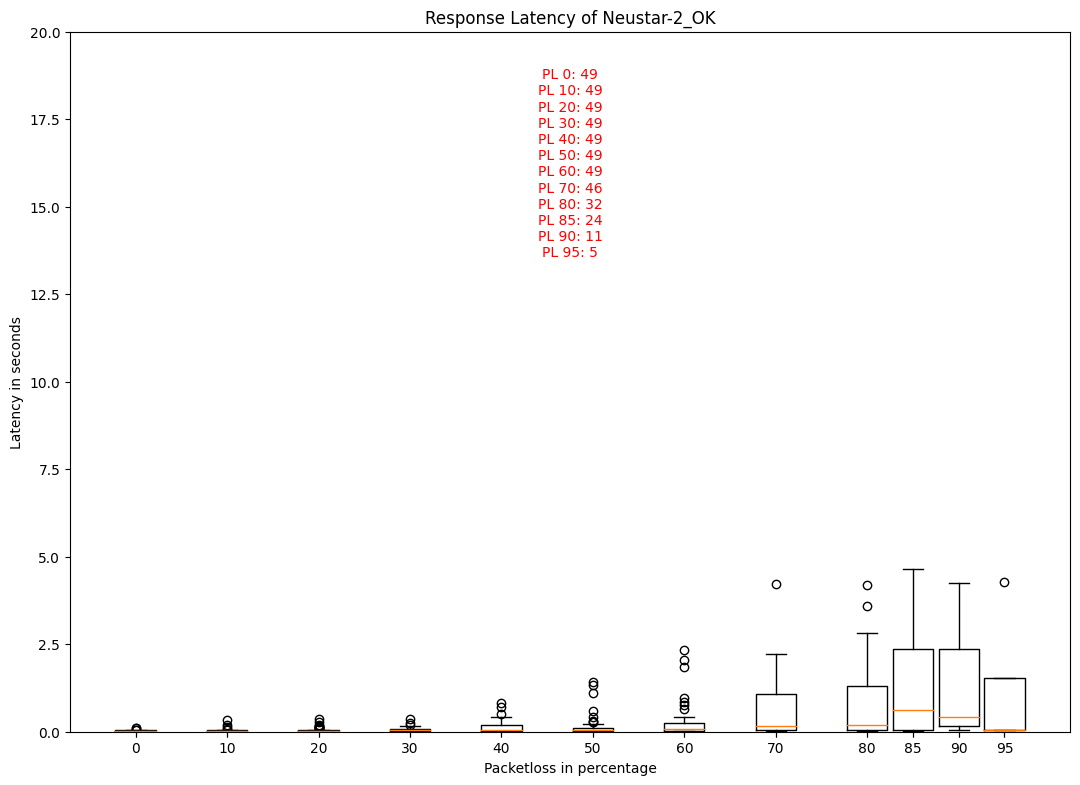 Response Latency of Neustar-2_OK
20.0
17.5
15.0
12.5
10.0
7.5
5.0
2.5
0.0
Latency in seconds
PL 0: 49
PL 10: 49
PL 20: 49
PL 30: 49
PL 40: 49
PL 50: 49
PL 60: 49
PL 70: 46
PL 80: 32
PL 85: 24
PL 90: 11
PL 95: 5
0 10 20 30 40 50 60 70 80 85 90 95
Packetloss in percentage